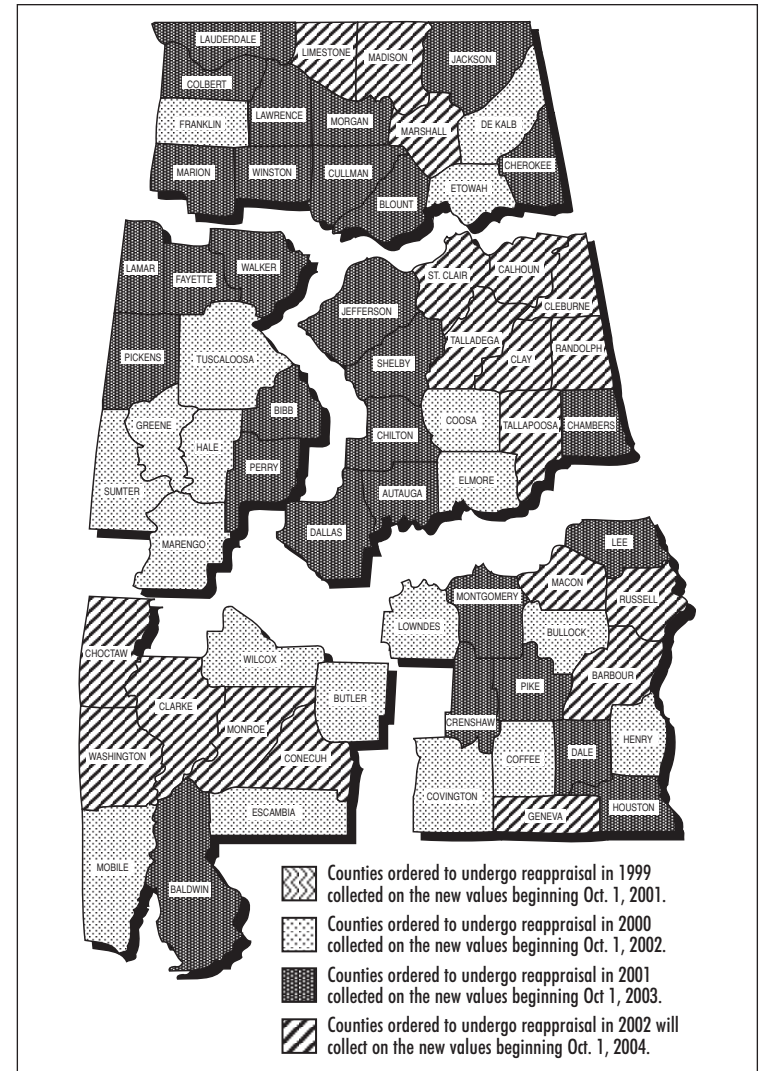 LAUDERDALE
LIMESTONE
MADISON
JACKSON
COLBERT
FRANKLIN
LAWRENCE
MORGAN
MARSHALL
DE KALB
CHEROKEE
MARION
WINSTON
CULLMAN
BLOUNT
ETOWAH
LAMAR
FAYETTE
WALKER
JEFFERSON
ST. CLAIR
CALHOUN
CLEBURNE
PICKENS
TUSCALOOSA
SHELBY
TALLADEGA
CLAY
RANDOLPH
BIBB
GREENE
HALE
CHILTON
COOSA
TALLAPOOSA
CHAMBERS
SUMTER
PERRY
AUTAUGA
ELMORE
MARENGO
DALLAS
LEE
MACON
RUSSELL
MONTGOMERY
LOWNDES
BULLOCK
CHOCTAW
WILCOX
CLARKE
BUTLER
BARBOUR
PIKE
MONROE
CRENSHAW
WASHINGTON
CONECUH
COFFEE
DALE
HENRY
ESCAMBIA
COVINGTON
GENEVA
HOUSTON
MOBILE
BALDWIN
Counties ordered to undergo reappraisal in 1999
collected on the new values beginning Oct. 1, 2001.
Counties ordered to undergo reappraisal in 2000
collected on the new values beginning Oct. 1, 2002.
Counties ordered to undergo reappraisal in 2001
collected on the new values beginning Oct 1, 2003.
Counties ordered to undergo reappraisal in 2002 will
collect on the new values beginning Oct. 1, 2004.